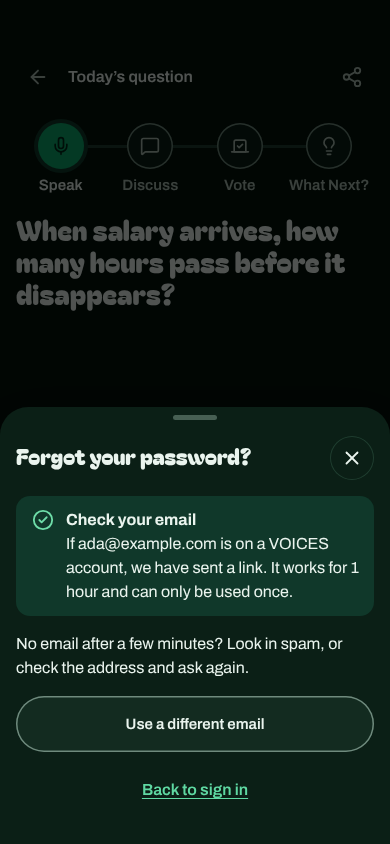 Today's question
Speak
Discuss
Vote
What Next?
When salary arrives, how
many hours pass before it
disappears?
Forgot your password?
Check your email
If ada@example.com is on a VOICES
account, we have sent a link. It works for 1
hour and can only be used once.
No email after a few minutes? Look in spam, or
check the address and ask again.
Use a different email
Back to sign in